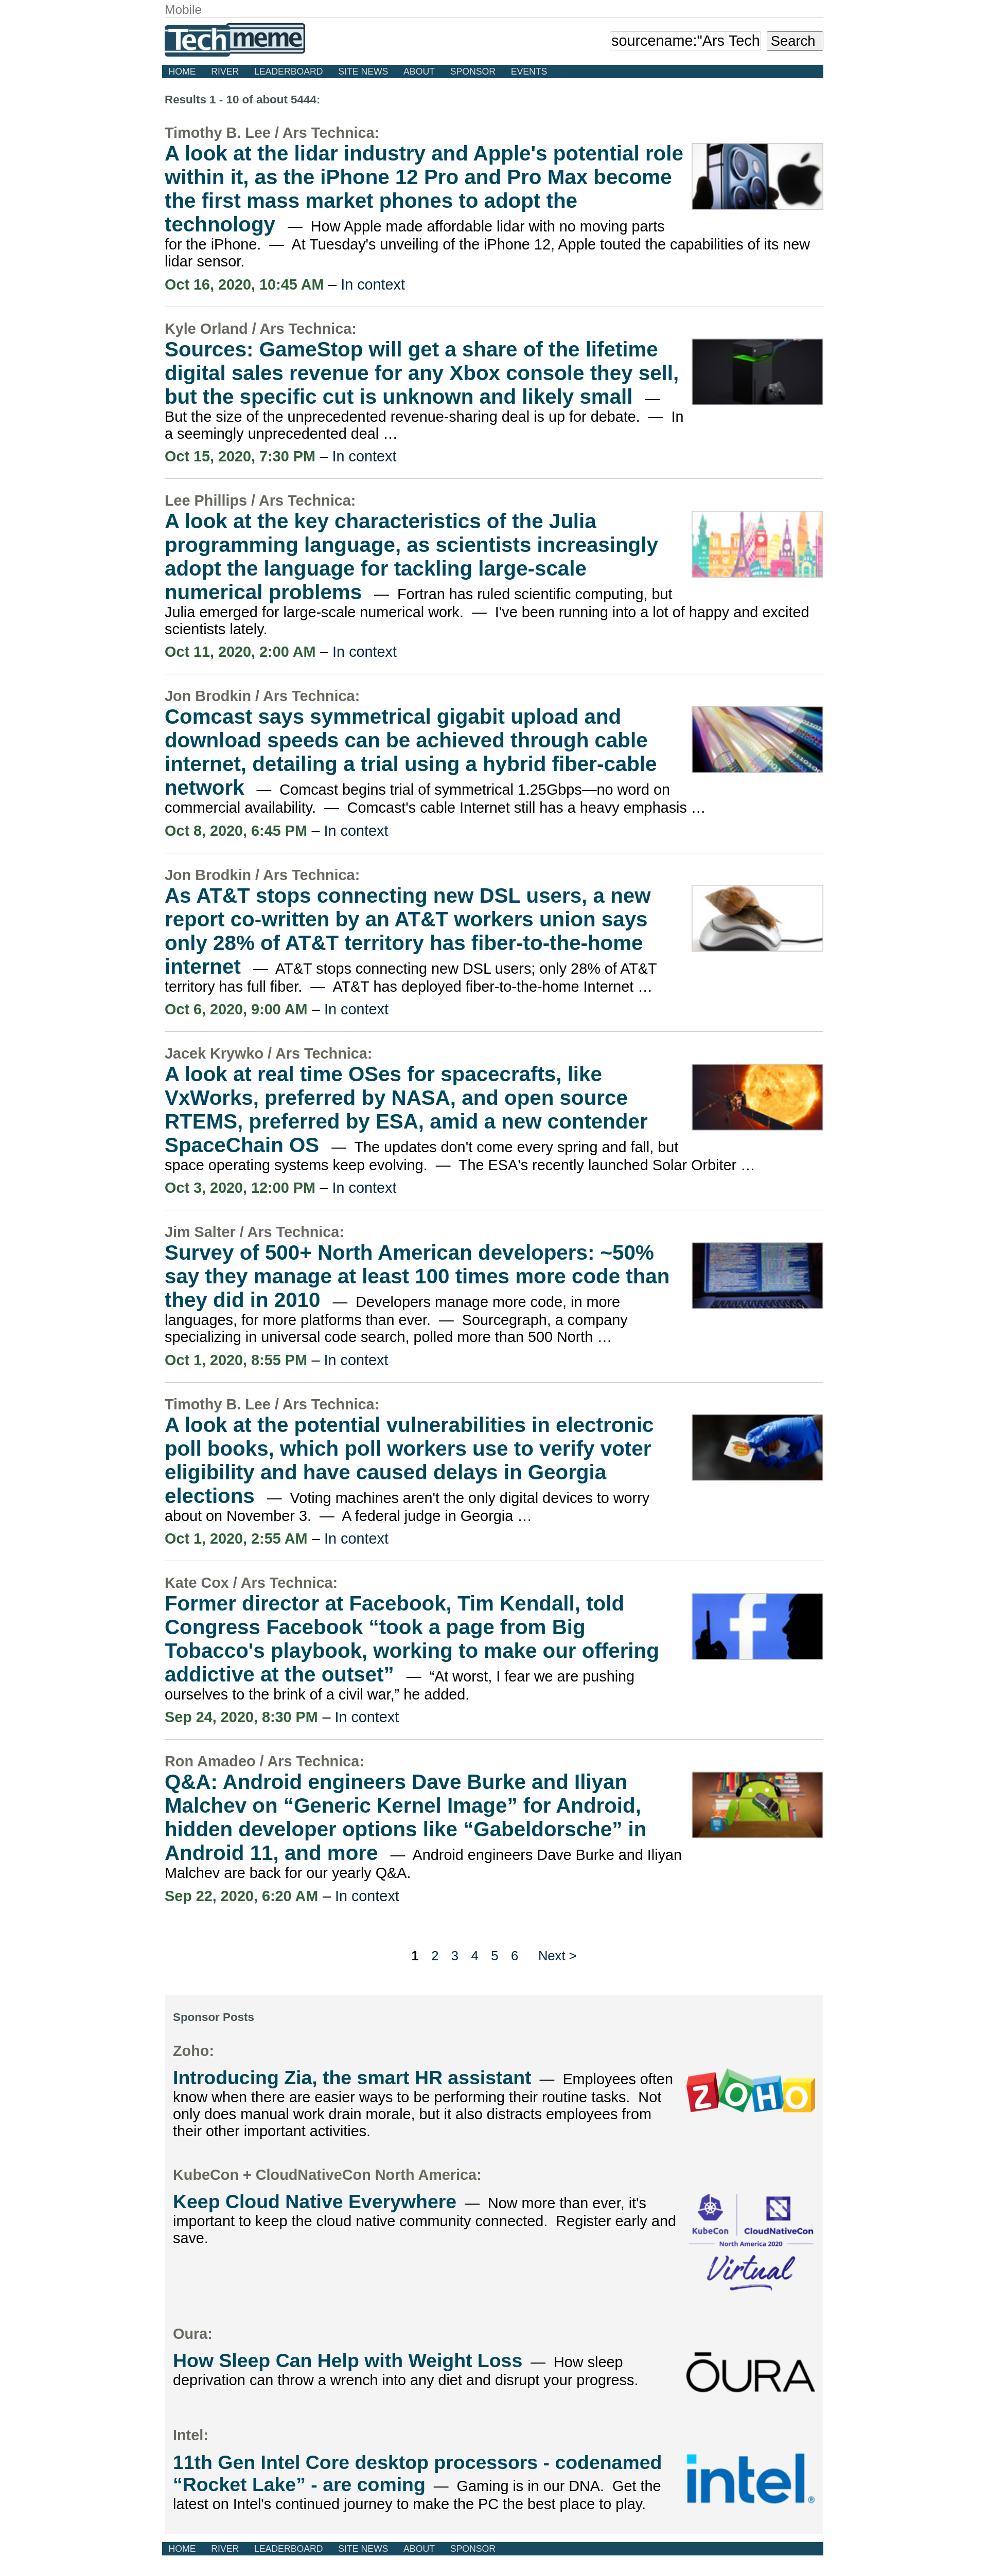 Mobile
Techmeme
sourcename:"Ars Tech
Search
HOME RIVER LEADERBOARD SITE NEWS ABOUT SPONSOR EVENTS
Results 1 - 10 of about 5444:
Timothy B. Lee / Ars Technica:
A look at the lidar industry and Apple's potential role
within it, as the iPhone 12 Pro and Pro Max become
the first mass market phones to adopt the
technology — How Apple made affordable lidar with no moving parts
for the iPhone. — At Tuesday's unveiling of the iPhone 12, Apple touted the capabilities of its new
lidar sensor.
Oct 16, 2020, 10:45 AM – In context
Kyle Orland / Ars Technica:
Sources: GameStop will get a share of the lifetime
digital sales revenue for any Xbox console they sell,
but the specific cut is unknown and likely small —
But the size of the unprecedented revenue-sharing deal is up for debate. — In
a seemingly unprecedented deal …
Oct 15, 2020, 7:30 PM – In context
Lee Phillips / Ars Technica:
A look at the key characteristics of the Julia
programming language, as scientists increasingly
adopt the language for tackling large-scale
numerical problems — Fortran has ruled scientific computing, but
Julia emerged for large-scale numerical work. — I've been running into a lot of happy and excited
scientists lately.
Oct 11, 2020, 2:00 AM – In context
Jon Brodkin / Ars Technica:
Comcast says symmetrical gigabit upload and
download speeds can be achieved through cable
internet, detailing a trial using a hybrid fiber-cable
network — Comcast begins trial of symmetrical 1.25Gbps—no word on
commercial availability. — Comcast's cable Internet still has a heavy emphasis …
Oct 8, 2020, 6:45 PM – In context
Jon Brodkin / Ars Technica:
As AT&T stops connecting new DSL users, a new
report co-written by an AT&T workers union says
only 28% of AT&T territory has fiber-to-the-home
internet — AT&T stops connecting new DSL users; only 28% of AT&T
territory has full fiber. — AT&T has deployed fiber-to-the-home Internet …
Oct 6, 2020, 9:00 AM – In context
Jacek Krywko / Ars Technica:
A look at real time OSes for spacecrafts, like
VxWorks, preferred by NASA, and open source
RTEMS, preferred by ESA, amid a new contender
SpaceChain OS — The updates don't come every spring and fall, but
space operating systems keep evolving. — The ESA's recently launched Solar Orbiter …
Oct 3, 2020, 12:00 PM – In context
Jim Salter / Ars Technica:
Survey of 500+ North American developers: ~50%
say they manage at least 100 times more code than
they did in 2010 — Developers manage more code, in more
languages, for more platforms than ever. — Sourcegraph, a company
specializing in universal code search, polled more than 500 North …
Oct 1, 2020, 8:55 PM – In context
Timothy B. Lee / Ars Technica:
A look at the potential vulnerabilities in electronic
poll books, which poll workers use to verify voter
eligibility and have caused delays in Georgia
elections — Voting machines aren't the only digital devices to worry
about on November 3. — A federal judge in Georgia …
Oct 1, 2020, 2:55 AM – In context
Kate Cox / Ars Technica:
Former director at Facebook, Tim Kendall, told
Congress Facebook “took a page from Big
Tobacco's playbook, working to make our offering
addictive at the outset” — “At worst, I fear we are pushing
ourselves to the brink of a civil war,” he added.
Sep 24, 2020, 8:30 PM – In context
Ron Amadeo / Ars Technica:
Q&A: Android engineers Dave Burke and Iliyan
Malchev on “Generic Kernel Image” for Android,
hidden developer options like “Gabeldorsche” in
Android 11, and more — Android engineers Dave Burke and Iliyan
Malchev are back for our yearly Q&A.
Sep 22, 2020, 6:20 AM – In context
1 2 3 4 5 6 Next >
Sponsor Posts
Zoho:
Introducing Zia, the smart HR assistant — Employees often
know when there are easier ways to be performing their routine tasks. Not
only does manual work drain morale, but it also distracts employees from
their other important activities.
ZOHO
KubeCon + CloudNativeCon North America:
Keep Cloud Native Everywhere — Now more than ever, it's
important to keep the cloud native community connected. Register early and
save.
KubeCon CloudNativeCon
North America 2020
Virtual
Oura:
How Sleep Can Help with Weight Loss — How sleep
deprivation can throw a wrench into any diet and disrupt your progress.
ŌURA
Intel:
11th Gen Intel Core desktop processors - codenamed
“Rocket Lake” - are coming — Gaming is in our DNA. Get the
latest on Intel's continued journey to make the PC the best place to play.
intel®
HOME RIVER LEADERBOARD SITE NEWS ABOUT SPONSOR